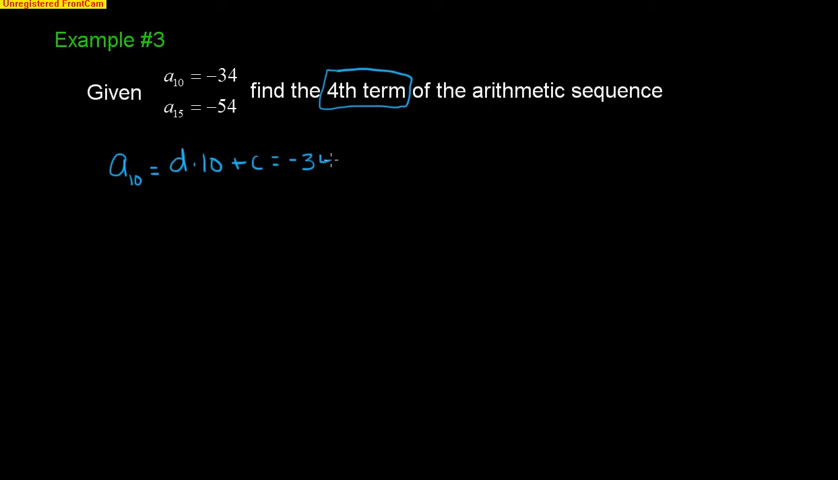 Unregistered FrontCam
Example #3
Given a₁₀ = −34 find the 4th term of the arithmetic sequence
a₁₅ = −54
a₁₀ = d·10 + c = -34